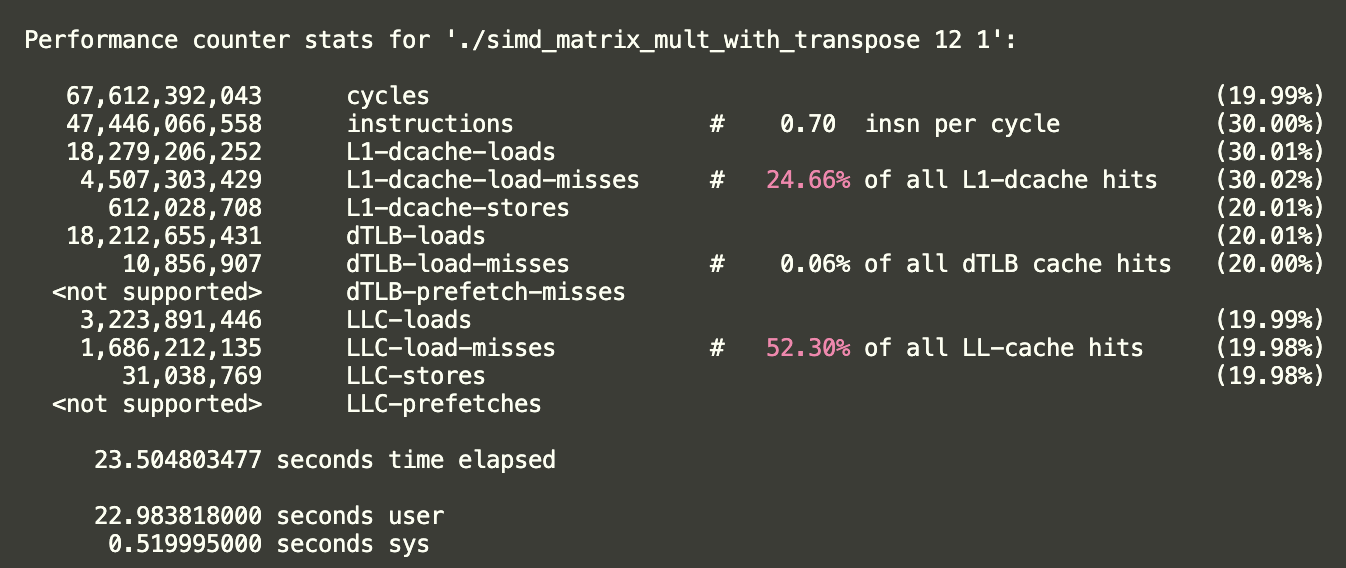 Performance counter stats for './simd_matrix_mult_with_transpose 12 1':
67,612,392,043 cycles (19.99%)
47,446,066,558 instructions # 0.70 insn per cycle (30.00%)
18,279,206,252 L1-dcache-loads (30.01%)
4,507,303,429 L1-dcache-load-misses # 24.66% of all L1-dcache hits (30.02%)
612,028,708 L1-dcache-stores (20.01%)
18,212,655,431 dTLB-loads (20.01%)
10,856,907 dTLB-load-misses # 0.06% of all dTLB cache hits (20.00%)
<not supported> dTLB-prefetch-misses
3,223,891,446 LLC-loads (19.99%)
1,686,212,135 LLC-load-misses # 52.30% of all LL-cache hits (19.98%)
31,038,769 LLC-stores (19.98%)
<not supported> LLC-prefetches
23.504803477 seconds time elapsed
22.983818000 seconds user
0.519995000 seconds sys